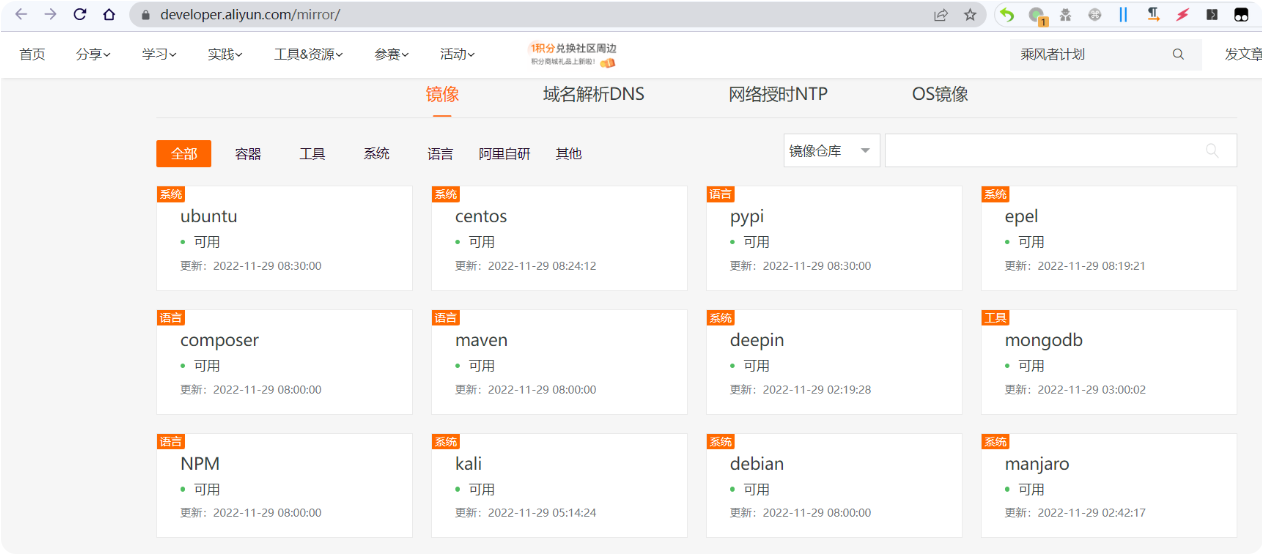 developer.aliyun.com/mirror/
1
首页 分享 学习 实践 工具&资源 参赛 活动 1积分兑换社区周边 乘风者计划 发文章
积分商城礼品上新啦!
镜像 域名解析DNS 网络授时NTP OS镜像
全部 容器 工具 系统 语言 阿里自研 其他 镜像仓库
系统 系统 语言 系统
ubuntu centos pypi epel
可用 可用 可用 可用
更新：2022-11-29 08:30:00 更新：2022-11-29 08:24:12 更新：2022-11-29 08:30:00 更新：2022-11-29 08:19:21
语言 语言 系统 工具
composer maven deepin mongodb
可用 可用 可用 可用
更新：2022-11-29 08:00:00 更新：2022-11-29 08:00:00 更新：2022-11-29 02:19:28 更新：2022-11-29 03:00:02
语言 系统 系统 系统
NPM kali debian manjaro
可用 可用 可用 可用
更新：2022-11-29 08:00:00 更新：2022-11-29 05:14:24 更新：2022-11-29 08:00:00 更新：2022-11-29 02:42:17